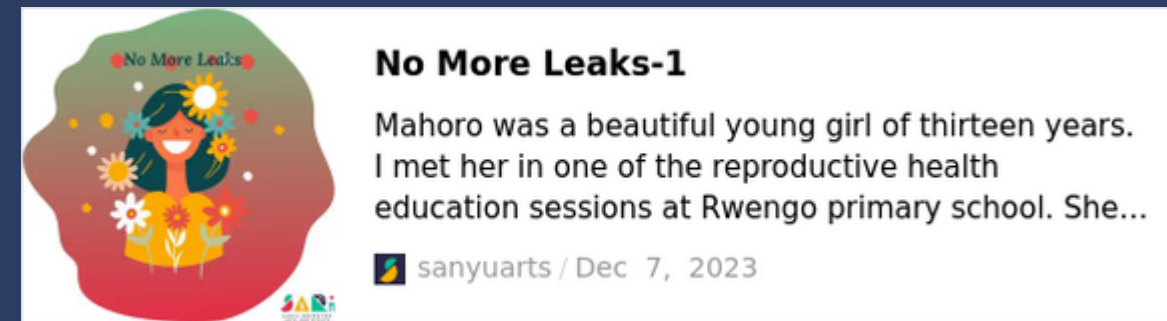 No More Leaks
No More Leaks-1
Mahoro was a beautiful young girl of thirteen years.
I met her in one of the reproductive health
education sessions at Rwengo primary school. She...
sanyuarts / Dec 7, 2023